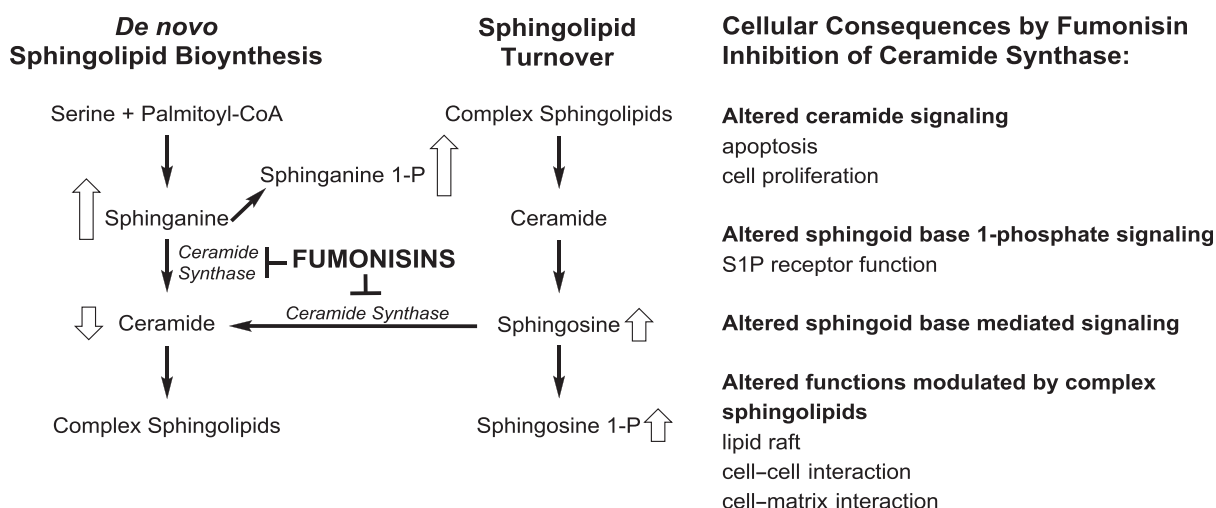 De novo
Sphingolipid Bioynthesis
Serine + Palmitoyl-CoA
Sphinganine 1-P
Sphinganine
Ceramide
Synthase
FUMONISINS
Ceramide
Ceramide Synthase
Complex Sphingolipids
Sphingolipid
Turnover
Complex Sphingolipids
Ceramide
Sphingosine
Sphingosine 1-P
Cellular Consequences by Fumonisin
Inhibition of Ceramide Synthase:
Altered ceramide signaling
apoptosis
cell proliferation
Altered sphingoid base 1-phosphate signaling
S1P receptor function
Altered sphingoid base mediated signaling
Altered functions modulated by complex
sphingolipids
lipid raft
cell–cell interaction
cell–matrix interaction